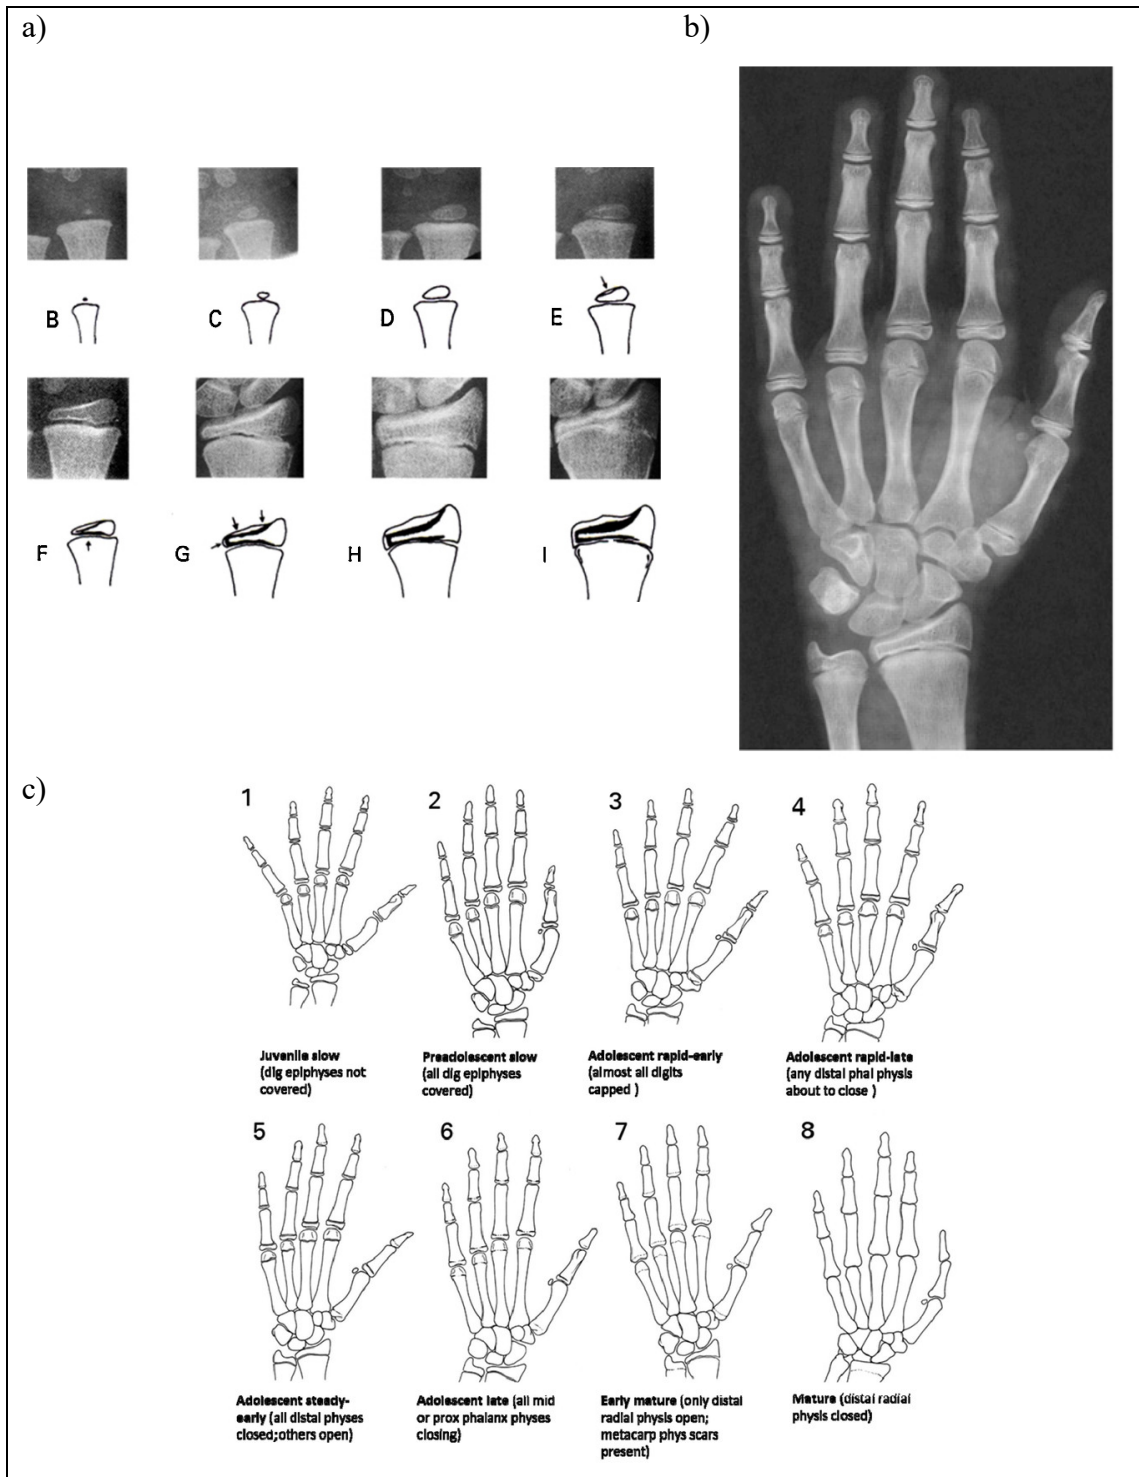 a)
b)
B
C
D
E
F
G
H
I
c)
1
2
3
4
Juvenile slow
(dig epiphyses not
covered)
Preadolescent slow
(all dig epiphyses
covered)
Adolescent rapid-early
(almost all digits
capped )
Adolescent rapid-late
(any distal phal physis
about to close )
5
6
7
8
Adolescent steady-
early (all distal physes
closed;others open)
Adolescent late (all mid
or prox phalanx physes
closing)
Early mature (only distal
radial physis open;
metacarp phys scars
present)
Mature (distal radial
physis closed)